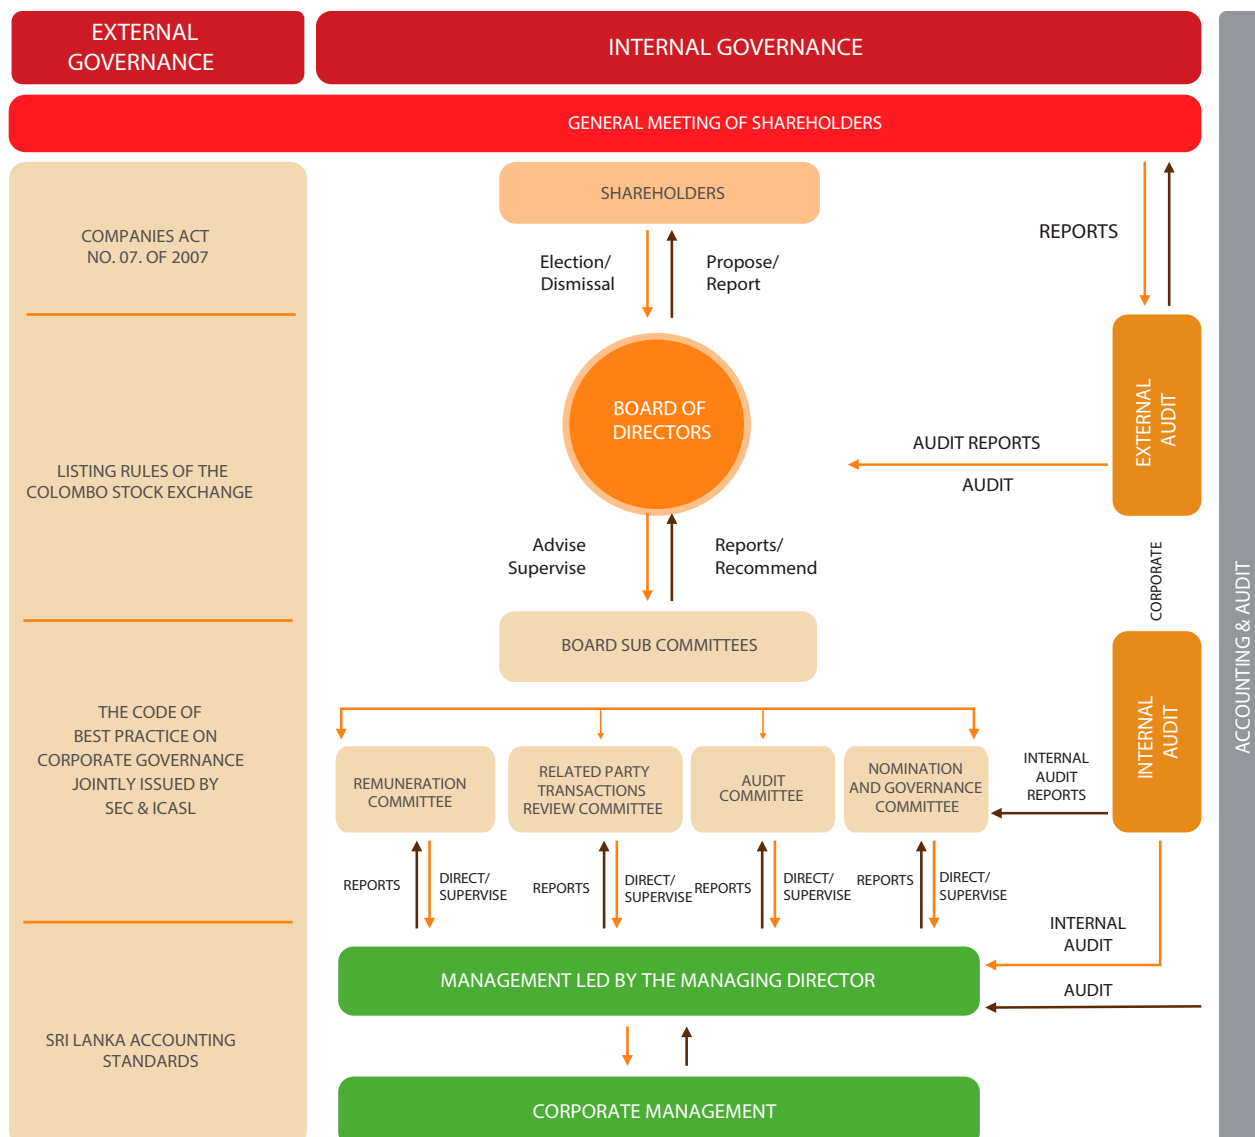 EXTERNAL
GOVERNANCE
INTERNAL GOVERNANCE
GENERAL MEETING OF SHAREHOLDERS
COMPANIES ACT
NO. 07. OF 2007
LISTING RULES OF THE
COLOMBO STOCK EXCHANGE
THE CODE OF
BEST PRACTICE ON
CORPORATE GOVERNANCE
JOINTLY ISSUED BY
SEC & ICASL
SRI LANKA ACCOUNTING
STANDARDS
SHAREHOLDERS
Election/
Dismissal
Propose/
Report
BOARD OF
DIRECTORS
Advise
Supervise
Reports/
Recommend
BOARD SUB COMMITTEES
REMUNERATION
COMMITTEE
RELATED PARTY
TRANSACTIONS
REVIEW COMMITTEE
AUDIT
COMMITTEE
NOMINATION
AND GOVERNANCE
COMMITTEE
REPORTS
DIRECT/
SUPERVISE
REPORTS
DIRECT/
SUPERVISE
REPORTS
DIRECT/
SUPERVISE
REPORTS
DIRECT/
SUPERVISE
MANAGEMENT LED BY THE MANAGING DIRECTOR
CORPORATE MANAGEMENT
REPORTS
EXTERNAL
AUDIT
AUDIT REPORTS
AUDIT
CORPORATE
INTERNAL
AUDIT
INTERNAL
AUDIT
REPORTS
INTERNAL
AUDIT
AUDIT
ACCOUNTING & AUDIT